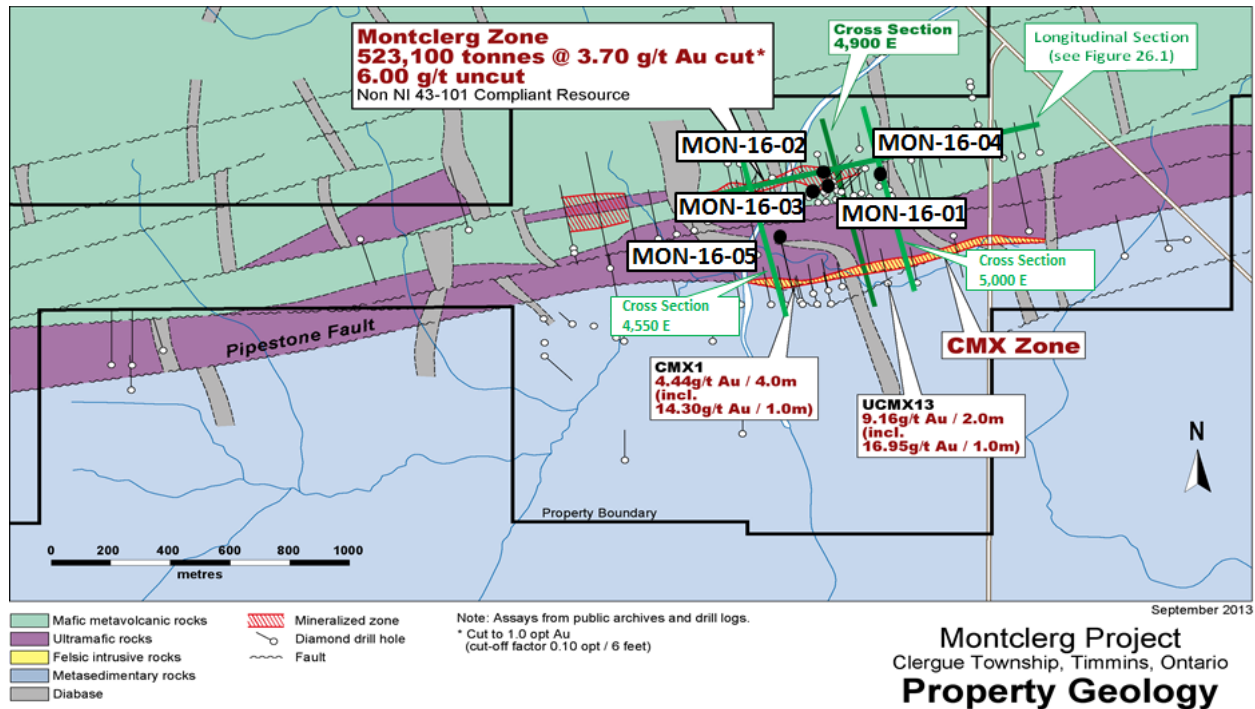 Montclerg Zone
523,100 tonnes @ 3.70 g/t Au cut*
6.00 g/t uncut
Non NI 43-101 Compliant Resource
Cross Section
4,900 E
Longitudinal Section
(see Figure 26.1)
MON-16-02
MON-16-04
MON-16-03
MON-16-01
MON-16-05
Cross Section
5,000 E
Cross Section
4,550 E
Pipestone Fault
CMX Zone
CMX1
4.44g/t Au / 4.0m
(incl.
14.30g/t Au / 1.0m)
UCMX13
9.16g/t Au / 2.0m
(incl.
16.95g/t Au / 1.0m)
N
Property Boundary
0 200 400 600 800 1000
metres
September 2013
Mafic metavolcanic rocks
Ultramafic rocks
Felsic intrusive rocks
Metasedimentary rocks
Diabase
Mineralized zone
Diamond drill hole
Fault
Note: Assays from public archives and drill logs.
* Cut to 1.0 opt Au
(cut-off factor 0.10 opt / 6 feet)
Montclerg Project
Clergue Township, Timmins, Ontario
Property Geology